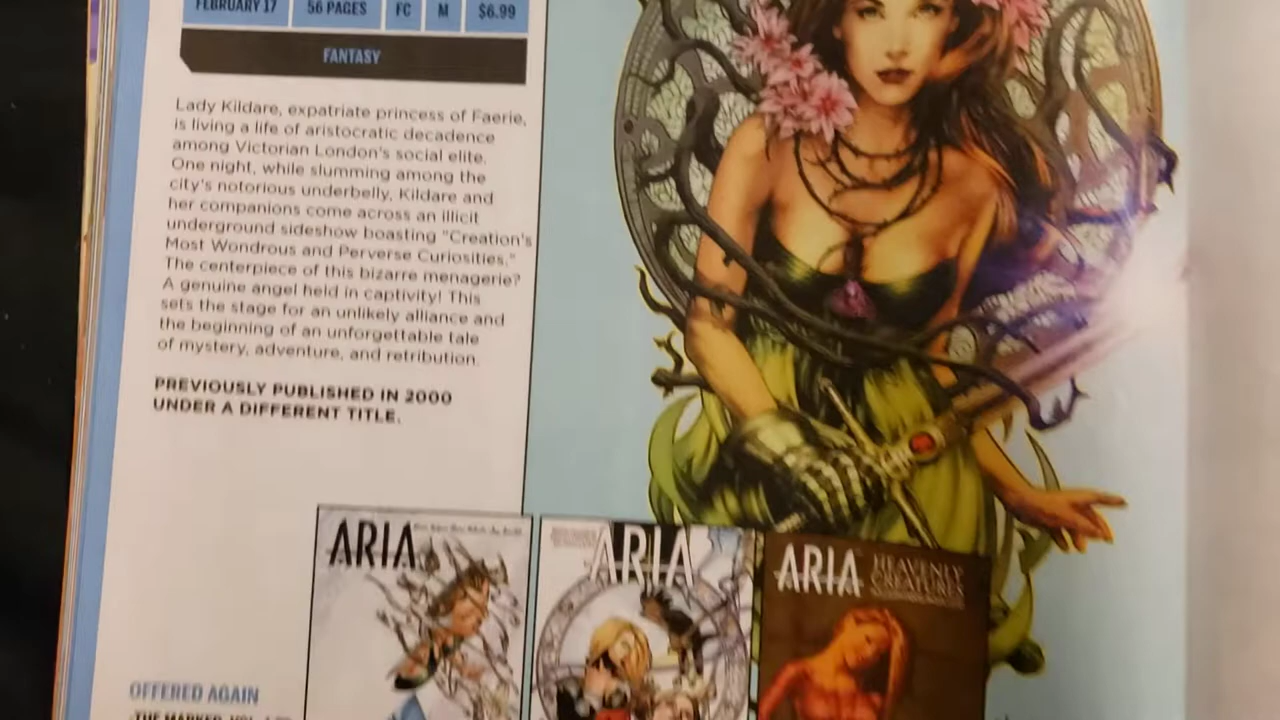 FEBRUARY 17
56 PAGES
FC
M
$6.99
FANTASY
Lady Kildare, expatriate princess of Faerie,
is living a life of aristocratic decadence
among Victorian London's social elite.
One night, while slumming among the
city's notorious underbelly, Kildare and
her companions come across an illicit
underground sideshow boasting "Creation's
Most Wondrous and Perverse Curiosities."
The centerpiece of this bizarre menagerie?
A genuine angel held in captivity! This
sets the stage for an unlikely alliance and
the beginning of an unforgettable tale
of mystery, adventure, and retribution.
PREVIOUSLY PUBLISHED IN 2000
UNDER A DIFFERENT TITLE.
ARIA
ARIA
ARIA
HEAVENLY
CREATURES
OFFERED AGAIN